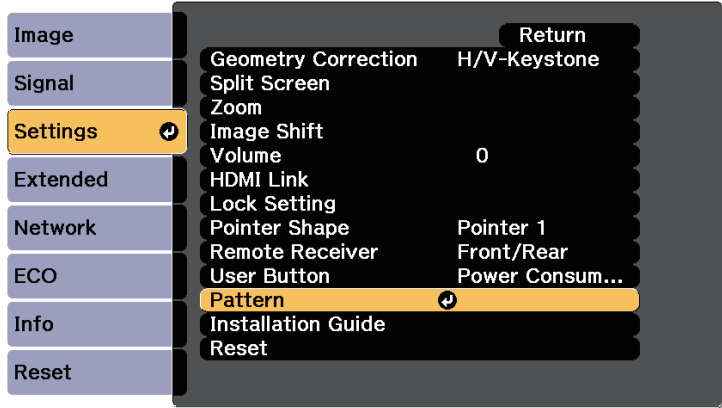 Image
Signal
Settings
Extended
Network
ECO
Info
Reset
Return
Geometry Correction H/V-Keystone
Split Screen
Zoom
Image Shift
Volume 0
HDMI Link
Lock Setting
Pointer Shape Pointer 1
Remote Receiver Front/Rear
User Button Power Consum...
Pattern
Installation Guide
Reset